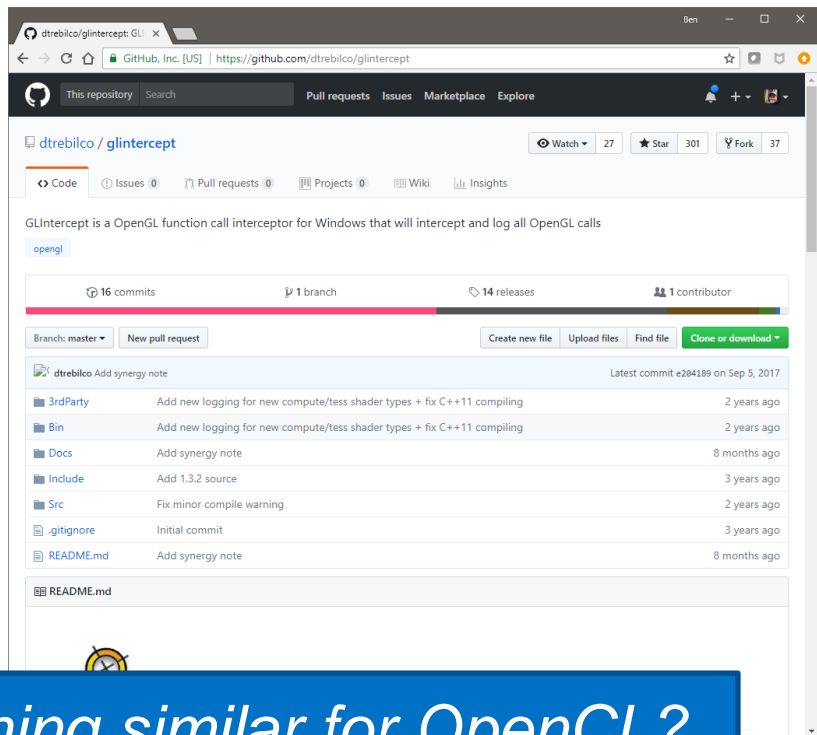 dtrebilco/glintercept: GLI
Ben
GitHub, Inc. [US] | https://github.com/dtrebilco/glintercept
This repository Search Pull requests Issues Marketplace Explore
dtrebilco / glintercept Watch 27 Star 301 Fork 37
Code Issues 0 Pull requests 0 Projects 0 Wiki Insights
GLIntercept is a OpenGL function call interceptor for Windows that will intercept and log all OpenGL calls
opengl
16 commits 1 branch 14 releases 1 contributor
Branch: master New pull request Create new file Upload files Find file Clone or download
dtrebilco Add synergy note Latest commit e204189 on Sep 5, 2017
3rdParty Add new logging for new compute/tess shader types + fix C++11 compiling 2 years ago
Bin Add new logging for new compute/tess shader types + fix C++11 compiling 2 years ago
Docs Add synergy note 8 months ago
Include Add 1.3.2 source 3 years ago
Src Fix minor compile warning 2 years ago
.gitignore Initial commit 3 years ago
README.md Add synergy note 8 months ago
README.md
similar for OpenCL?